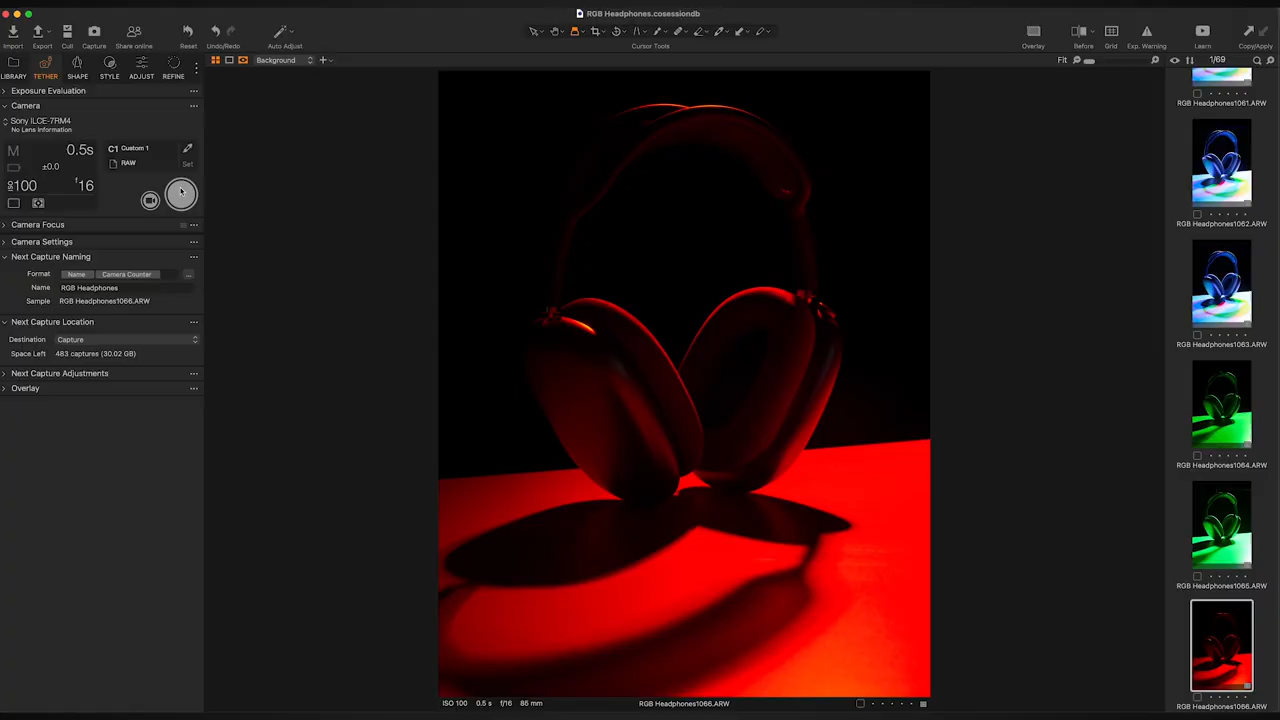 RGB Headphones.cosessiondb
Import Export Cull Capture Share online Reset Undo/Redo Auto Adjust Cursor Tools Overlay Before Grid Exp. Warning Learn Copy/Apply
Background Fit 1/69
LIBRARY TETHER SHAPE STYLE ADJUST REFINE
Exposure Evaluation
Camera
Sony ILCE-7RM4
No Lens Information
M 0.5s C1 Custom 1
±0.0 RAW Set
ISO 100 f16
Camera Focus
Camera Settings
Next Capture Naming
Format Name Camera Counter ...
Name RGB Headphones
Sample RGB Headphones1066.ARW
Next Capture Location
Destination Capture
Space Left 483 captures (30.02 GB)
Next Capture Adjustments
Overlay
ISO 100 0.5 s f/16 85 mm RGB Headphones1066.ARW
RGB Headphones1061.ARW
RGB Headphones1062.ARW
RGB Headphones1063.ARW
RGB Headphones1064.ARW
RGB Headphones1065.ARW
RGB Headphones1066.ARW